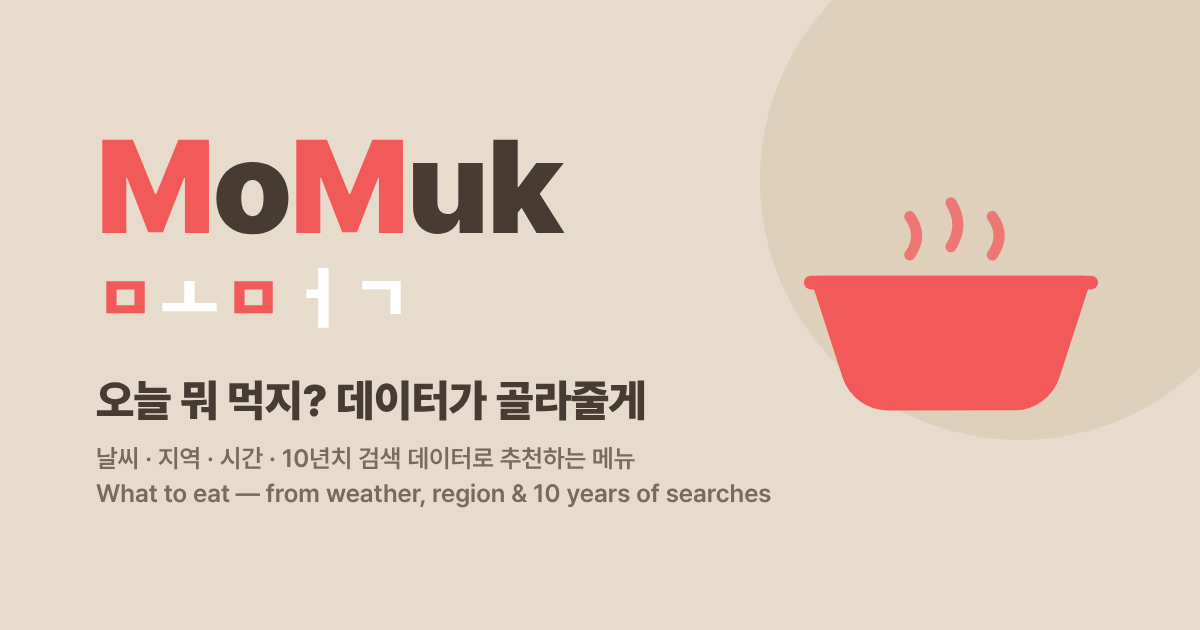 MoMuk
ㅁㅗㅁㅓㄱ
오늘 뭐 먹지? 데이터가 골라줄게
날씨 · 지역 · 시간 · 10년치 검색 데이터로 추천하는 메뉴
What to eat — from weather, region & 10 years of searches